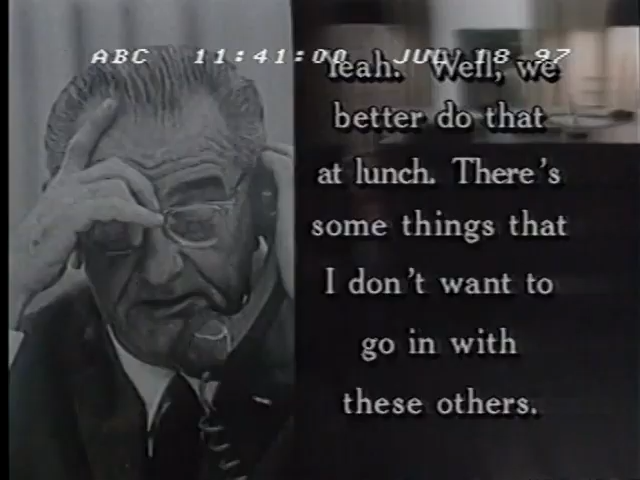 ABC 11:41:00 JUL 18 97
Yeah. Well, we
better do that
at lunch. There's
some things that
I don't want to
go in with
these others.